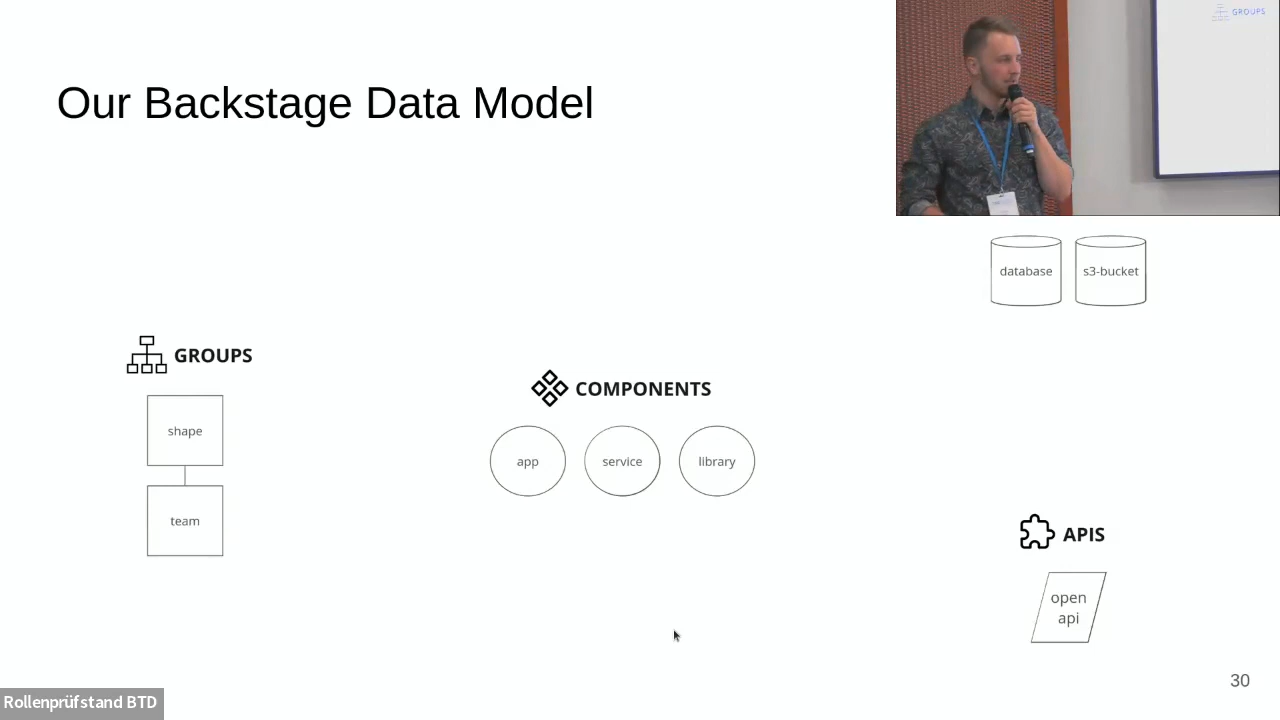 Our Backstage Data Model
GROUPS
database
s3-bucket
GROUPS
shape
team
COMPONENTS
app
service
library
APIS
open
api
30
Rollenprüfstand BTD